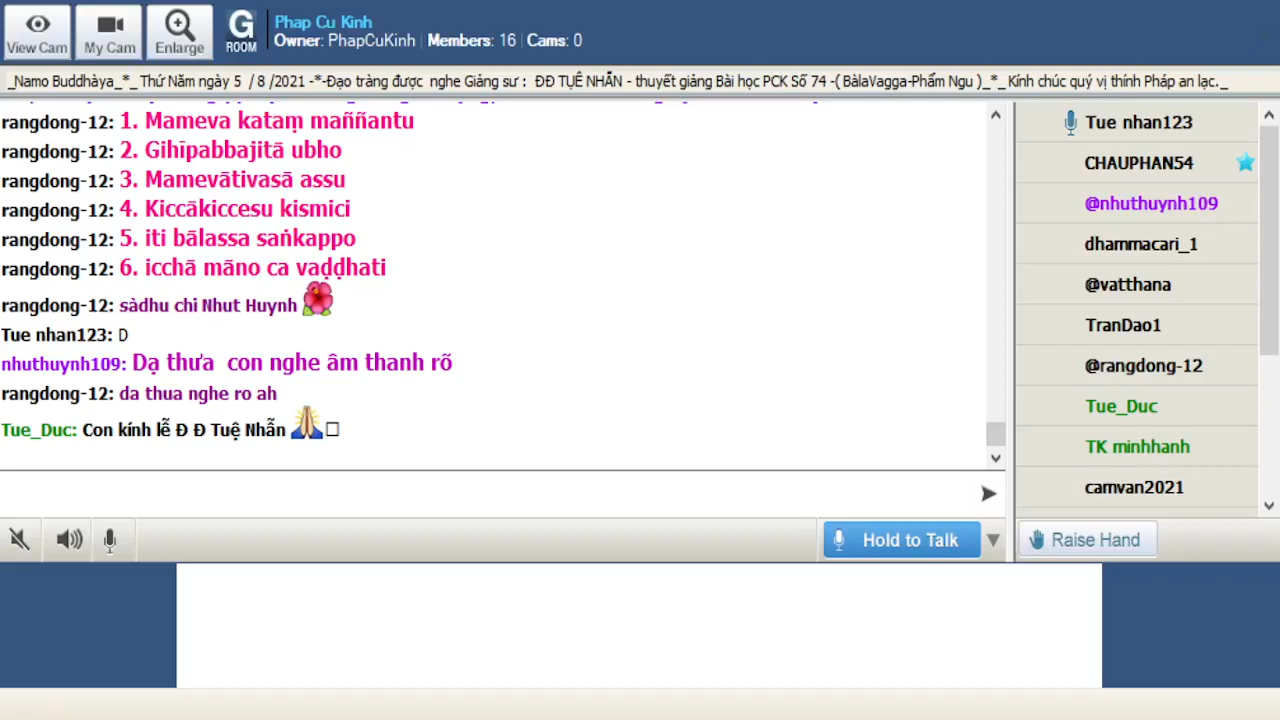 View Cam
My Cam
Enlarge
G
ROOM
Phap Cu Kinh
Owner: PhapCuKinh | Members: 16 | Cams: 0
_Namo Buddhàya_*_ Thứ Năm ngày 5 / 8 /2021 -*-Đạo tràng được nghe Giảng sư : ĐĐ TUỆ NHẪN - thuyết giảng Bài học PCK Số 74 -( BàlaVagga-Phẩm Ngu )_*_ Kính chúc quý vị thính Pháp an lạc._
rangdong-12: 1. Mameva kataṃ maññantu
rangdong-12: 2. Gihīpabbajitā ubho
rangdong-12: 3. Mamevātivasā assu
rangdong-12: 4. Kiccākiccesu kismici
rangdong-12: 5. iti bālassa saṅkappo
rangdong-12: 6. icchā māno ca vaḍḍhati
rangdong-12: sàdhu chi Nhut Huynh
Tue nhan123: D
nhuthuynh109: Dạ thưa con nghe âm thanh rõ
rangdong-12: da thua nghe ro ah
Tue_Duc: Con kính lễ Đ Đ Tuệ Nhẫn
Tue nhan123
CHAUPHAN54
@nhuthuynh109
dhammacari_1
@vatthana
TranDao1
@rangdong-12
Tue_Duc
TK minhhanh
camvan2021
Hold to Talk
Raise Hand